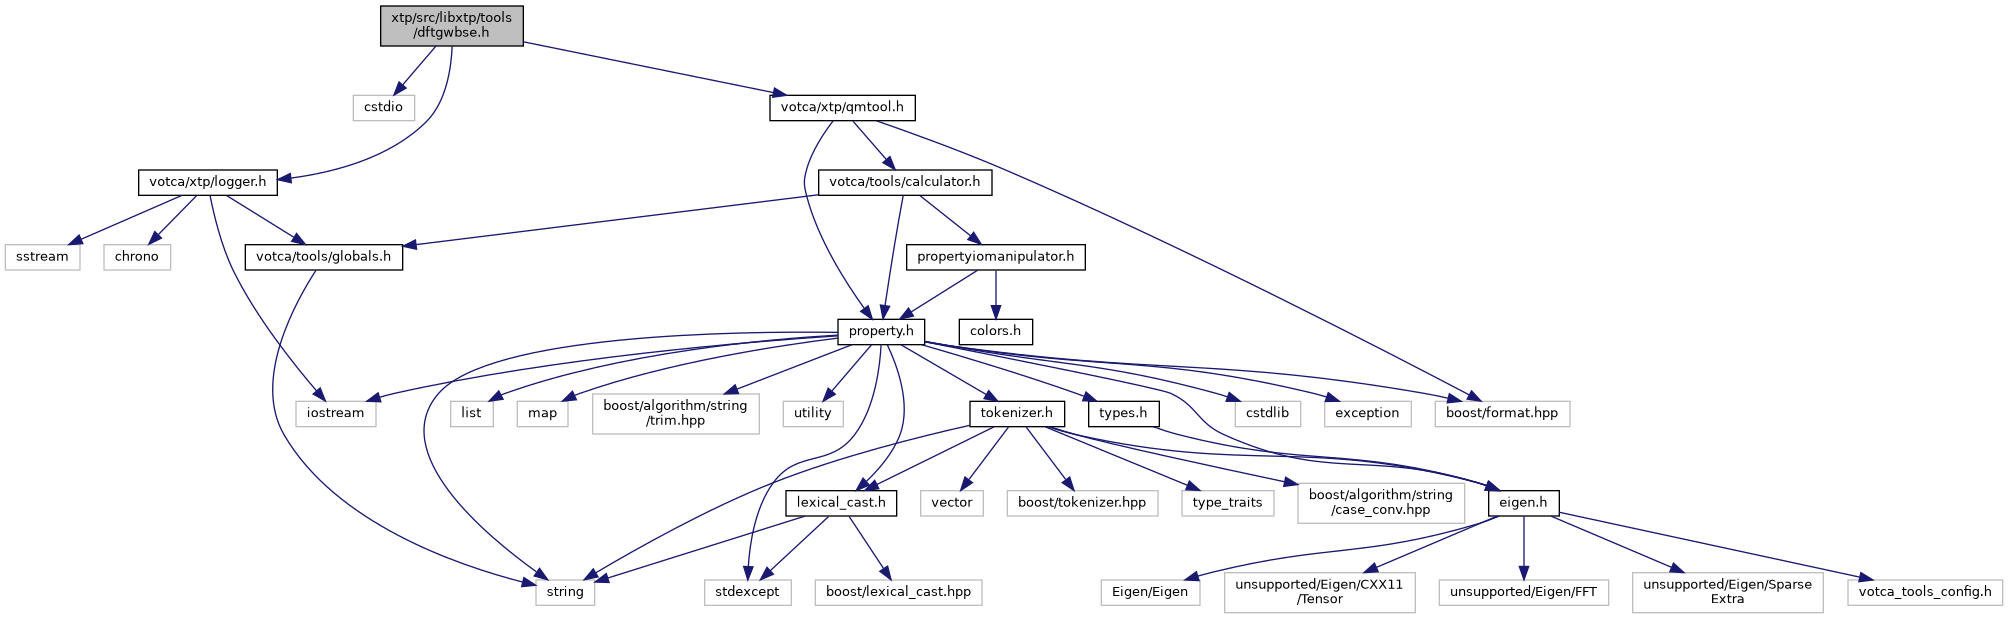 xtp/src/libxtp/tools
/dftgwbse.h
cstdio
votca/xtp/qmtool.h
votca/xtp/logger.h
votca/tools/calculator.h
sstream
chrono
votca/tools/globals.h
propertyiomanipulator.h
property.h
colors.h
iostream
list
map
boost/algorithm/string
/trim.hpp
utility
tokenizer.h
types.h
cstdlib
exception
boost/format.hpp
lexical_cast.h
vector
boost/tokenizer.hpp
type_traits
boost/algorithm/string
/case_conv.hpp
eigen.h
string
stdexcept
boost/lexical_cast.hpp
Eigen/Eigen
unsupported/Eigen/CXX11
/Tensor
unsupported/Eigen/FFT
unsupported/Eigen/Sparse
Extra
votca_tools_config.h